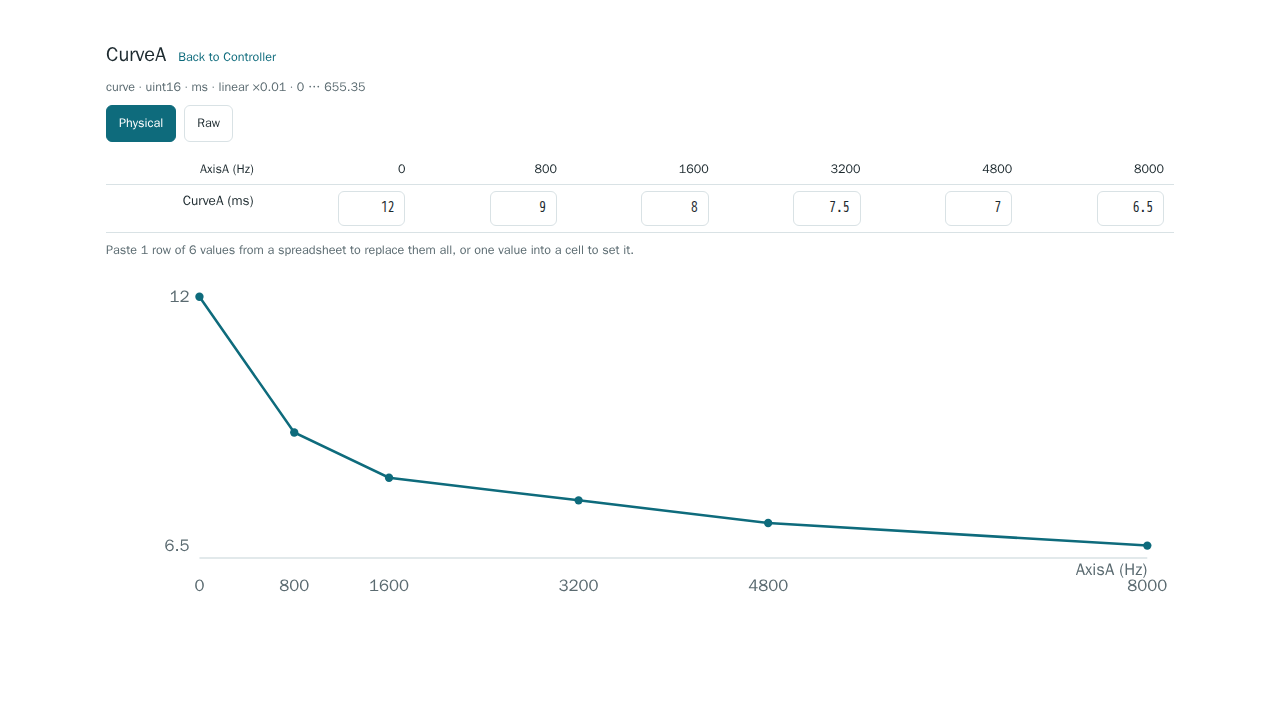 CurveA Back to Controller
curve · uint16 · ms · linear ×0.01 · 0 ··· 655.35
Physical Raw
AxisA (Hz) 0 800 1600 3200 4800 8000
CurveA (ms) 12 9 8 7.5 7 6.5
Paste 1 row of 6 values from a spreadsheet to replace them all, or one value into a cell to set it.
12
6.5
AxisA (Hz)
0 800 1600 3200 4800 8000